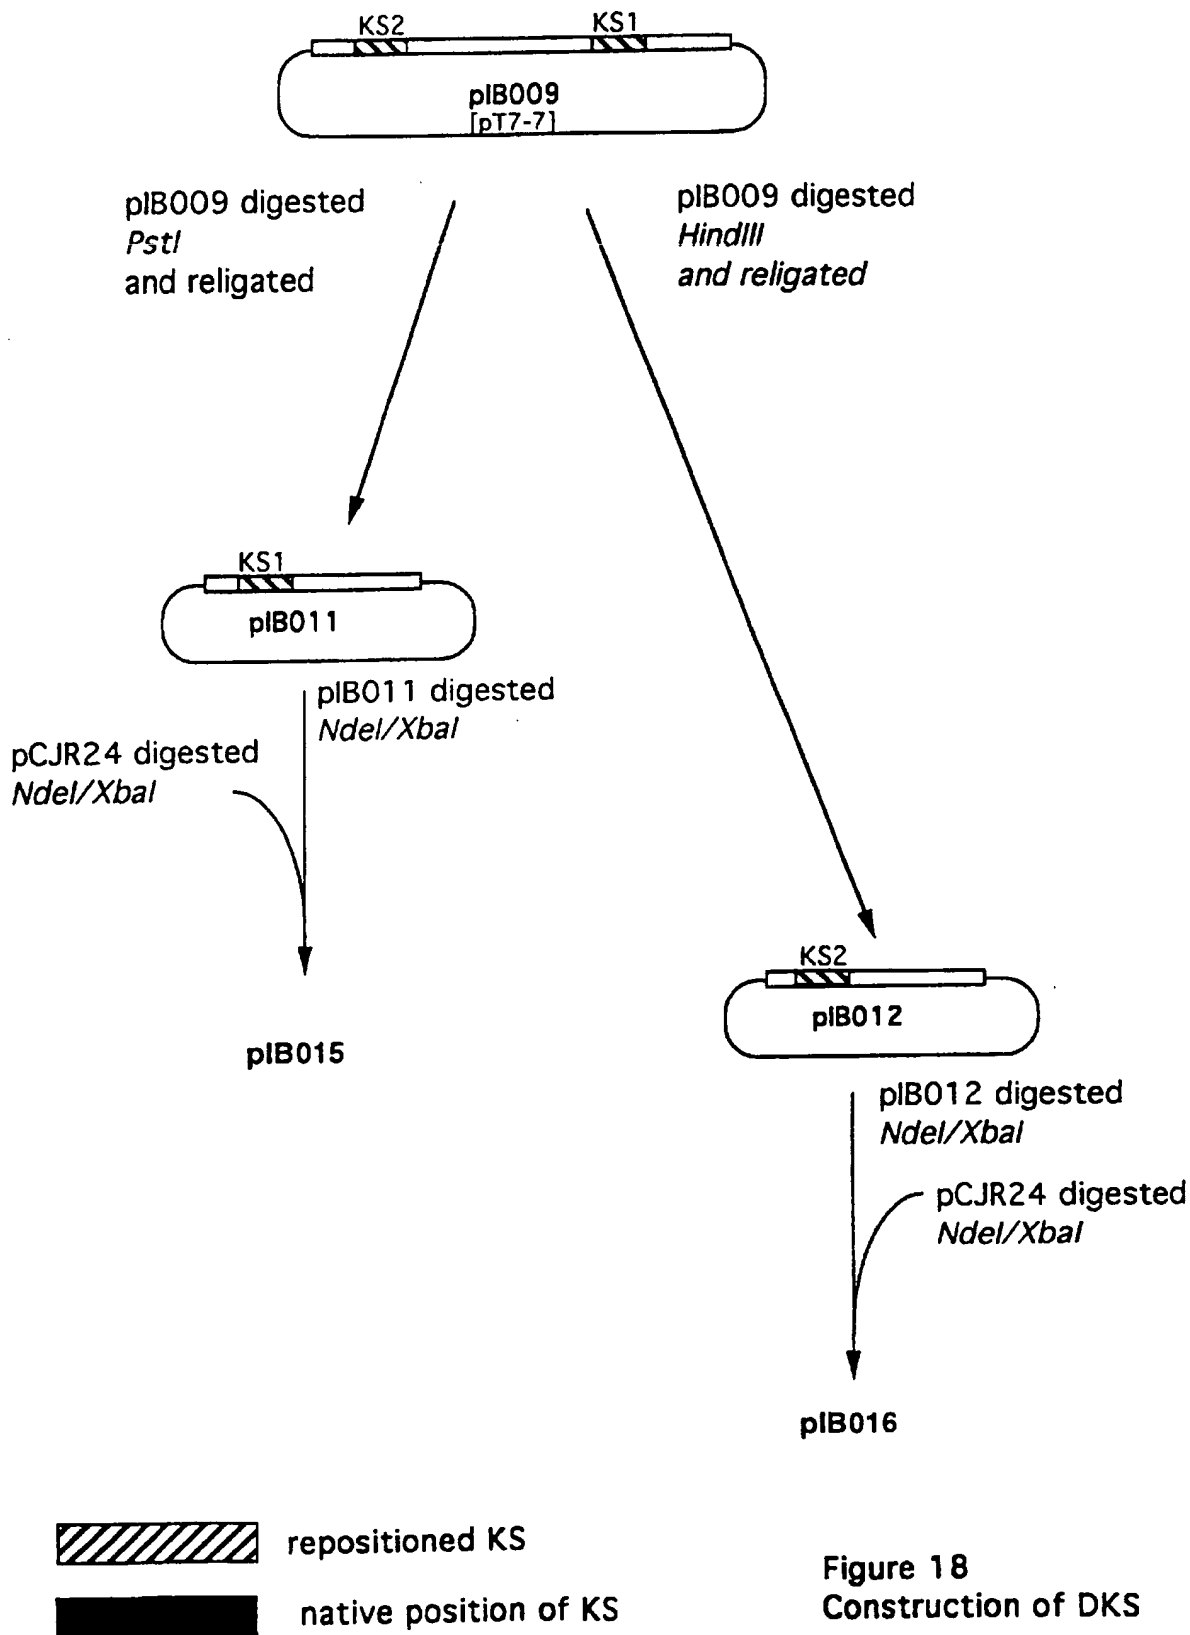 KS2
KS1
pIB009
[pT7-7]
pIB009 digested
PstI
and religated
pIB009 digested
HindIII
and religated
KS1
pIB011
pIB011 digested
NdeI/XbaI
pCJR24 digested
NdeI/XbaI
pIB015
KS2
pIB012
pIB012 digested
NdeI/XbaI
pCJR24 digested
NdeI/XbaI
pIB016
repositioned KS
native position of KS
Figure 18
Construction of DKS